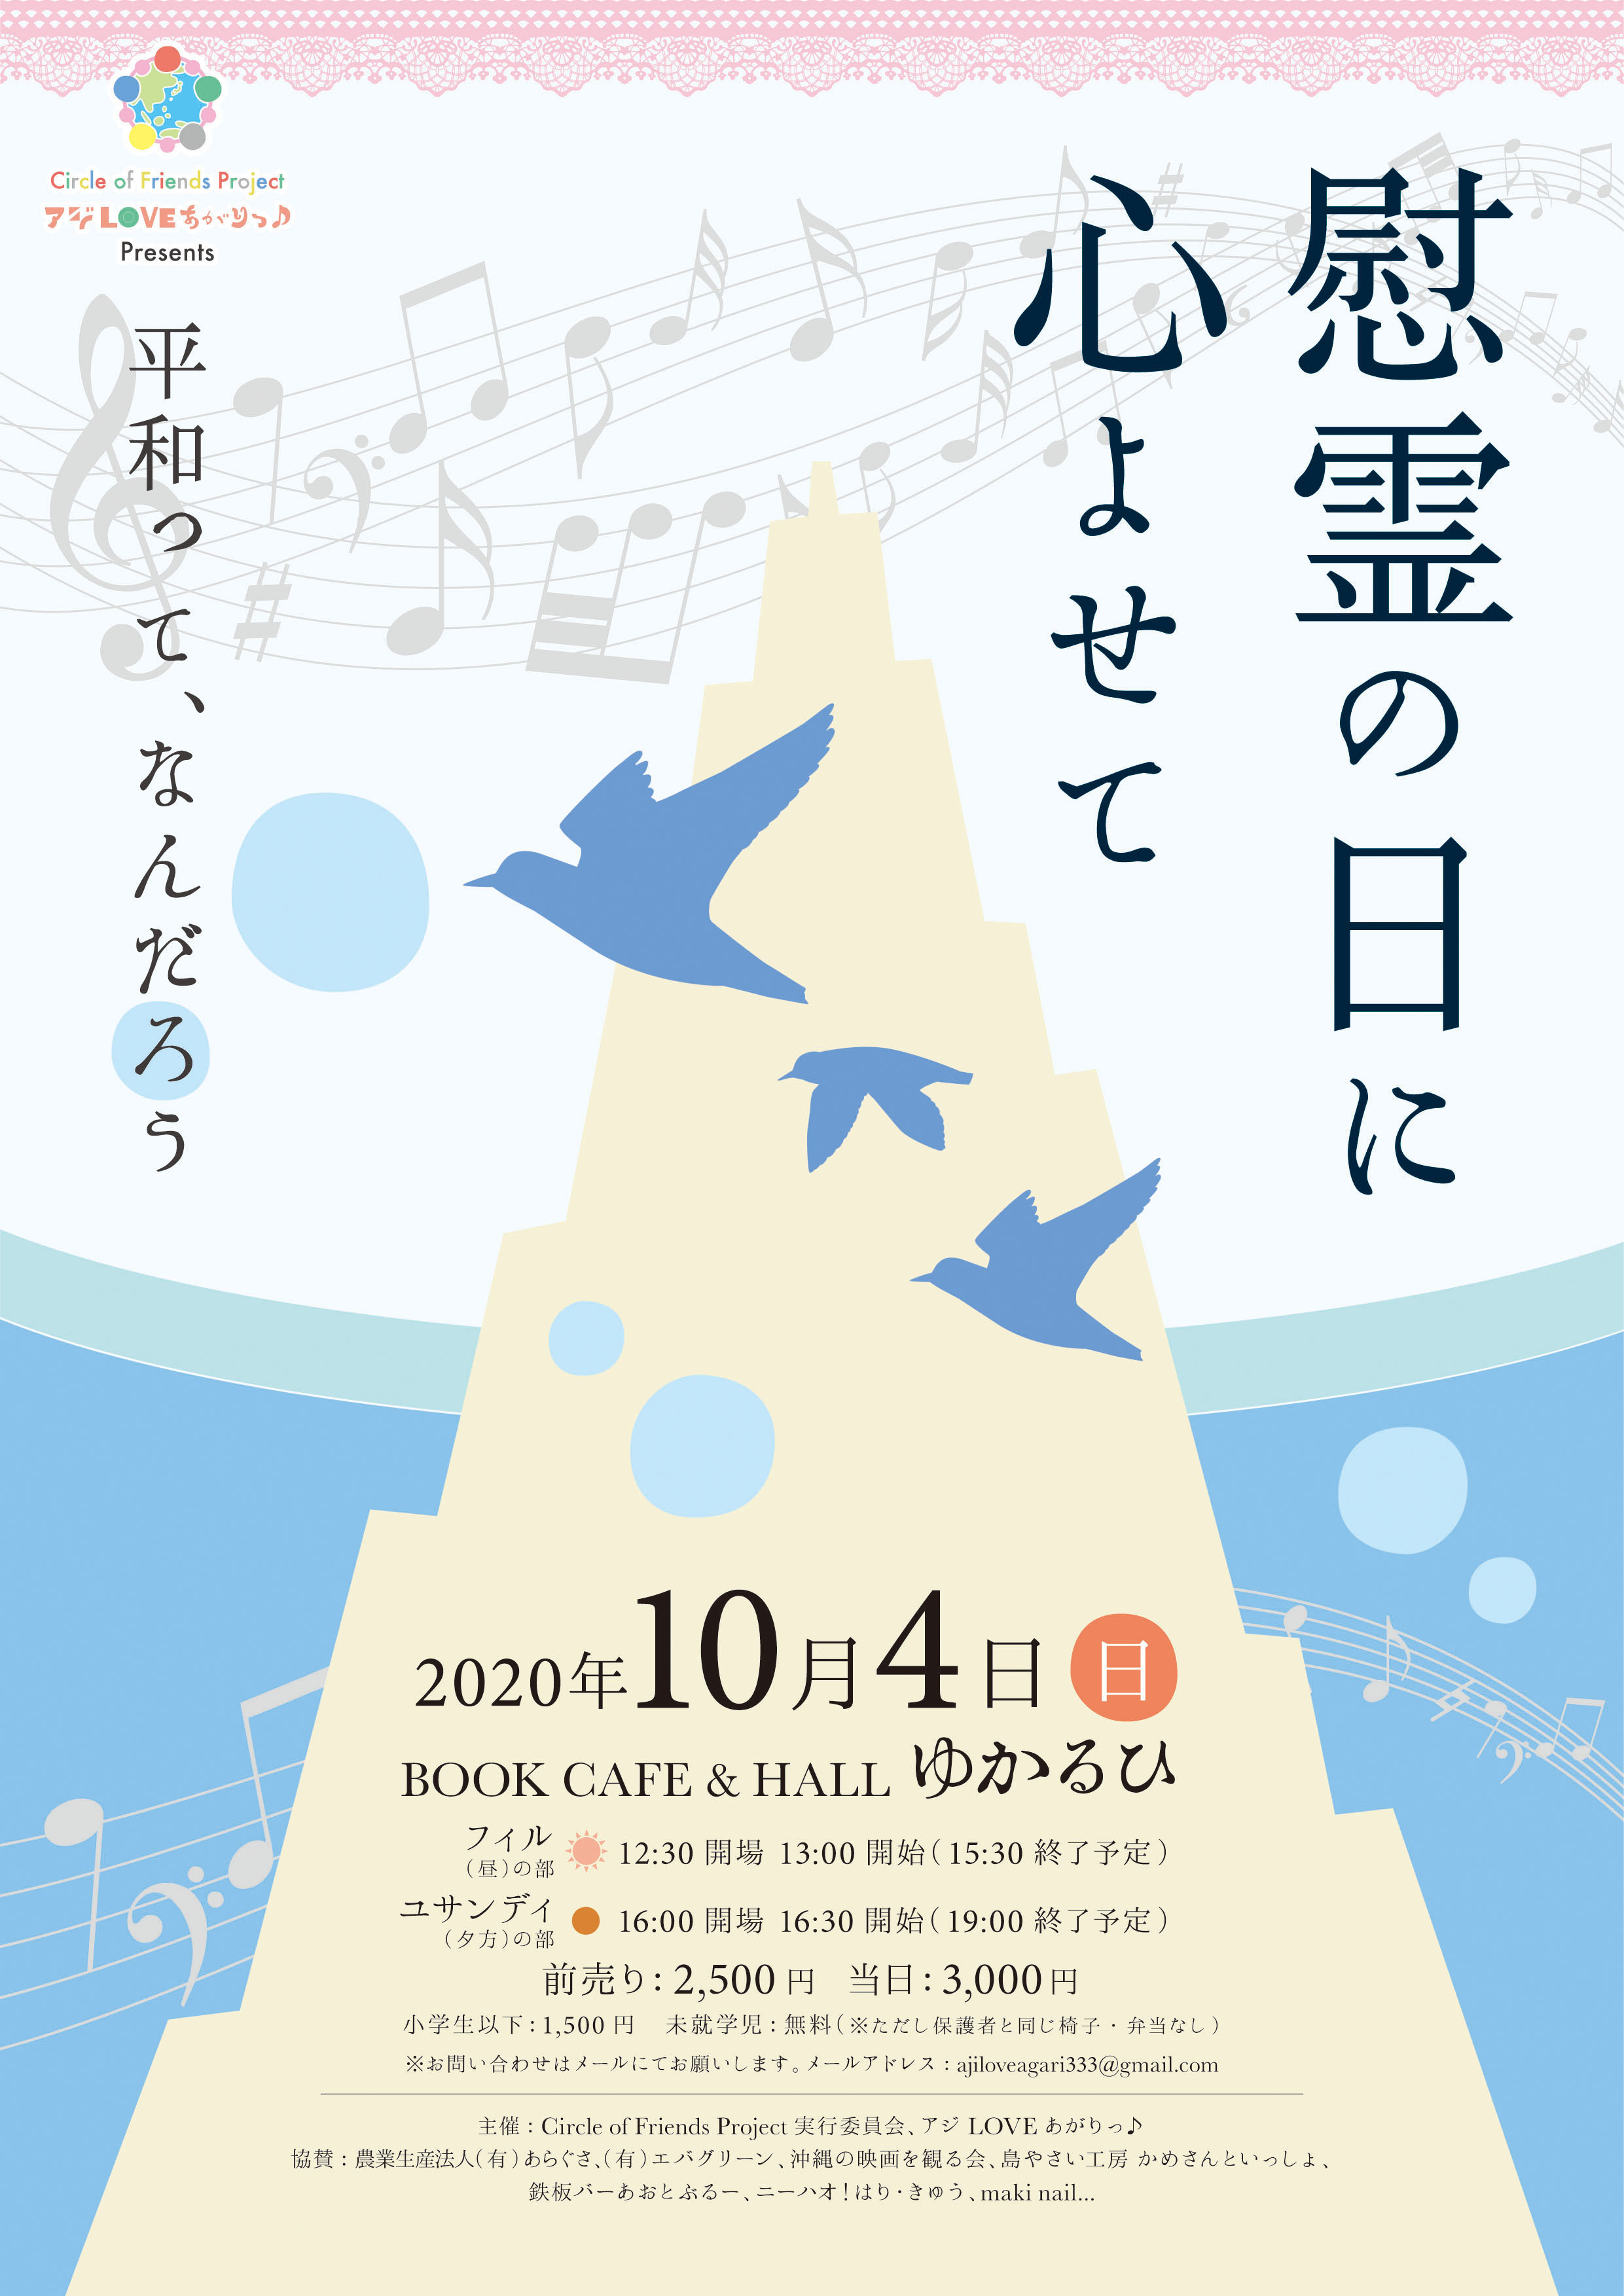 Circle of Friends Project
アジLOVEあがりっ♪
Presents
慰霊の日に
心よせて
平和って、なんだろう
2020年10月4日 日
BOOK CAFE & HALL ゆかるひ
フィル
（昼）の部
12:30 開場 13:00 開始（15:30 終了予定）
ユサンディ
（夕方）の部
16:00 開場 16:30 開始（19:00 終了予定）
前売り：2,500円 当日：3,000円
小学生以下：1,500 円 未就学児：無料（※ただし保護者と同じ椅子・弁当なし）
※お問い合わせはメールにてお願いします。メールアドレス：ajiloveagari333@gmail.com
主催：Circle of Friends Project 実行委員会、アジ LOVE あがりっ♪
協賛：農業生産法人（有）あらぐさ、（有）エバグリーン、沖縄の映画を観る会、島やさい工房 かめさんといっしょ、
鉄板バーあおとぶるー、ニーハオ！はり・きゅう、maki nail...